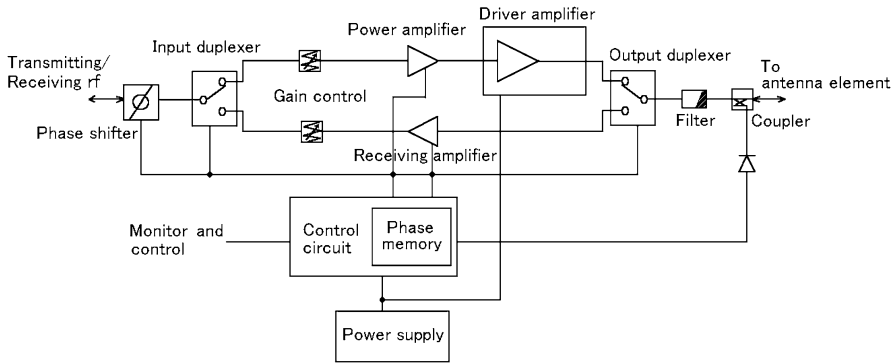 Driver amplifier
Power amplifier
Input duplexer
Output duplexer
Transmitting/
Receiving rf
To
antenna element
Gain control
Phase shifter
Filter
Coupler
Receiving amplifier
Monitor and
control
Control
circuit
Phase
memory
Power supply